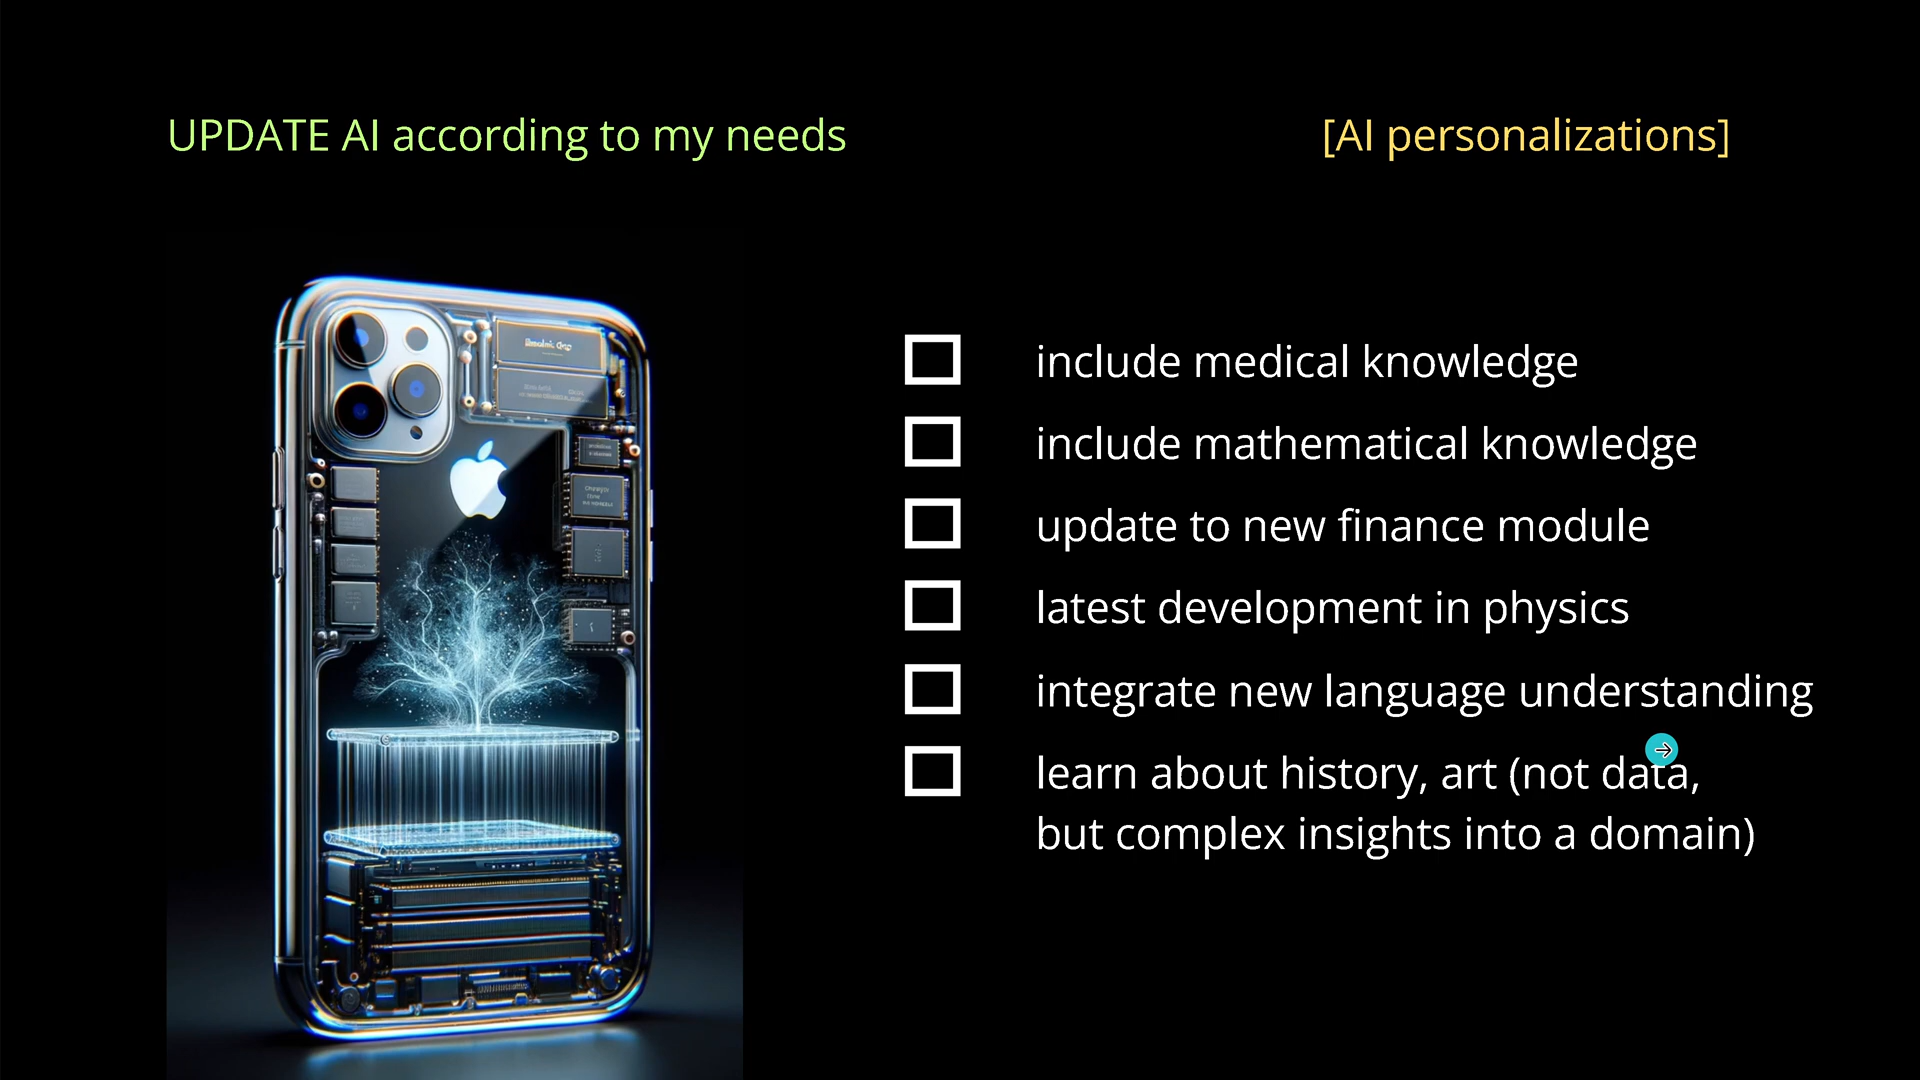 UPDATE AI according to my needs
[AI personalizations]
include medical knowledge
include mathematical knowledge
update to new finance module
latest development in physics
integrate new language understanding
learn about history, art (not data,
but complex insights into a domain)